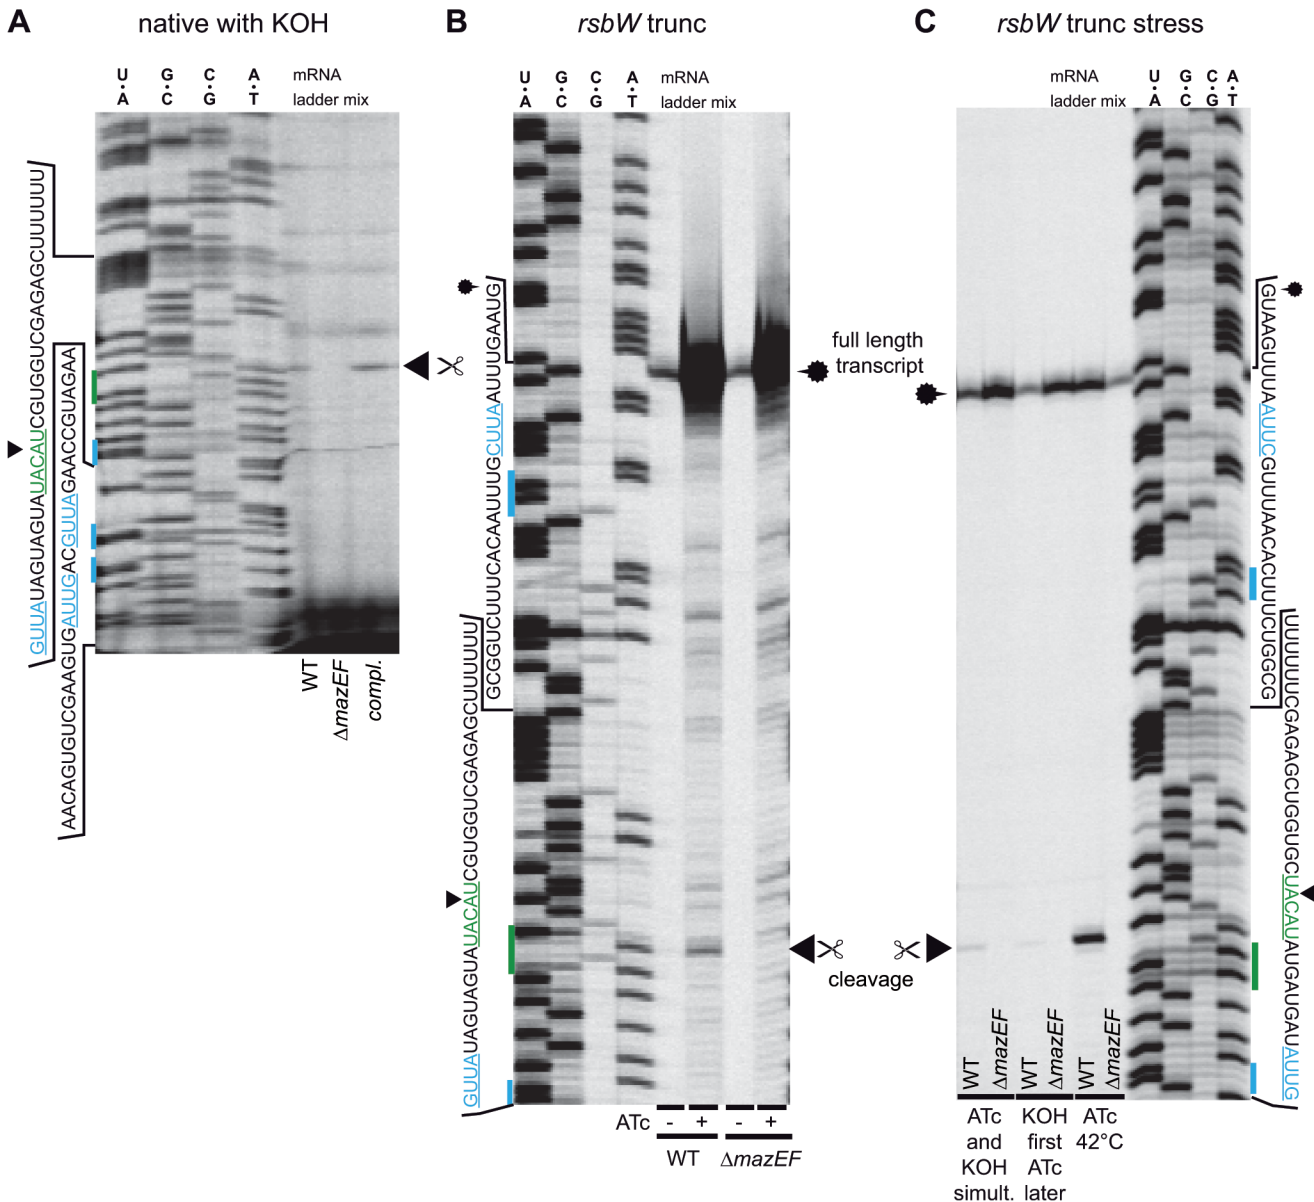 A
native with KOH
U G C A mRNA
A C G T ladder mix
GUUAUAGUAGUAUACAUCGUGGUCGAGAGCUUUUUU
AACAGUGUCGAAGUGAUUGACGUUAGAACCGUAGAA
WT
ΔmazEF
compl.
B
rsbW trunc
U G C A mRNA
A C G T ladder mix
GCGGUCUUUCACAAUUUGCUUAAUUUGAAUG
GUUAUAGUAGUAUACAUCGUGGUCGAGAGCUUUUUU
full length
transcript
cleavage
ATc - + - +
WT ΔmazEF
C
rsbW trunc stress
mRNA U G C A
ladder mix A C G T
GUAAGUUUAAUUCGUUUAACACUUUCUGGCG
UUUUUUCGAGAGCUGGUGCUACAUAUGAUGAUAUUG
WT
ΔmazEF
WT
ΔmazEF
WT
ΔmazEF
ATc
and
KOH
simult.
KOH
first
ATc
later
ATc
42°C